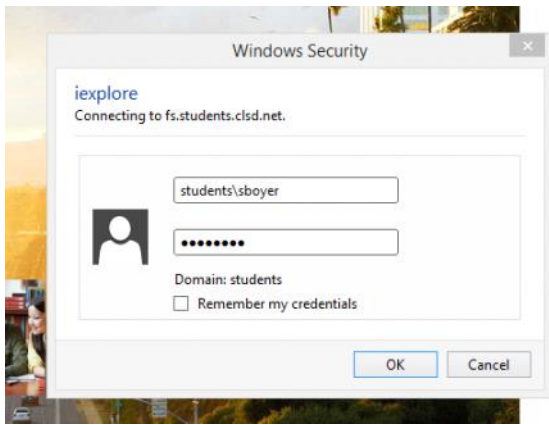 Windows Security
iexplore
Connecting to fs.students.clsd.net.
students\sboyer
●●●●●●●●
Domain: students
Remember my credentials
OK
Cancel